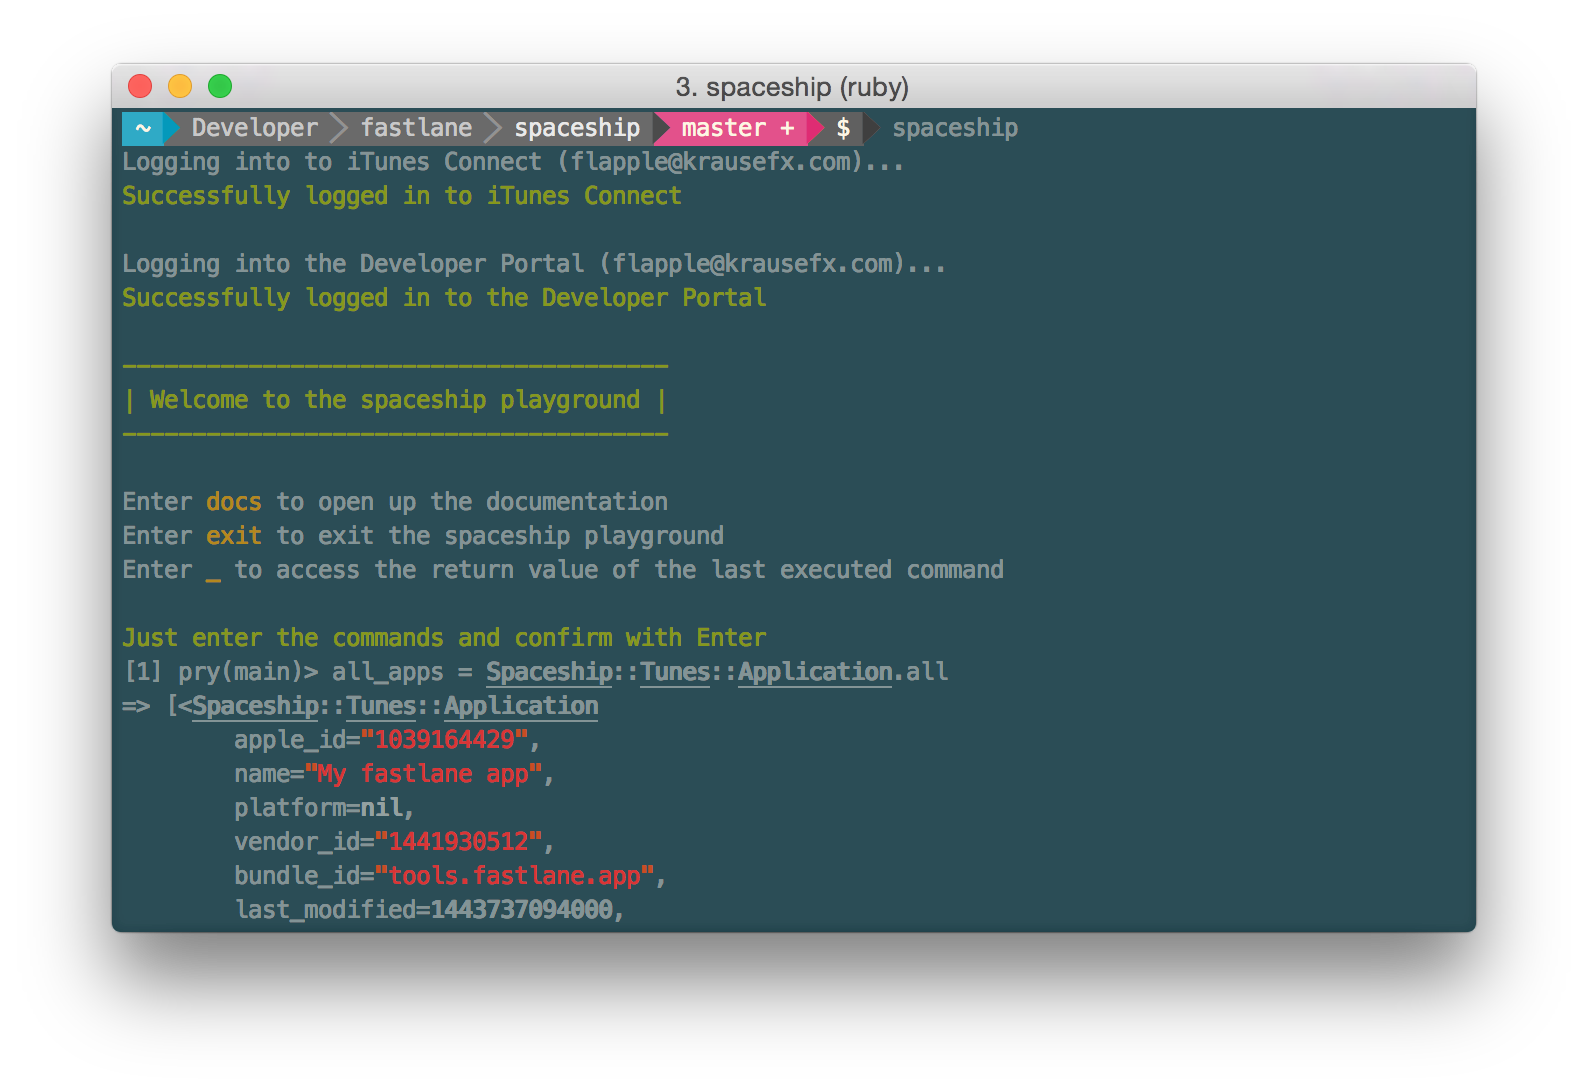 3. spaceship (ruby)
~ Developer fastlane spaceship master + $ spaceship
Logging into to iTunes Connect (flapple@krausefx.com)...
Successfully logged in to iTunes Connect
Logging into the Developer Portal (flapple@krausefx.com)...
Successfully logged in to the Developer Portal
---------------------------------------
| Welcome to the spaceship playground |
---------------------------------------
Enter docs to open up the documentation
Enter exit to exit the spaceship playground
Enter _ to access the return value of the last executed command
Just enter the commands and confirm with Enter
[1] pry(main)> all_apps = Spaceship::Tunes::Application.all
=> [<Spaceship::Tunes::Application
apple_id="1039164429",
name="My fastlane app",
platform=nil,
vendor_id="1441930512",
bundle_id="tools.fastlane.app",
last_modified=1443737094000,